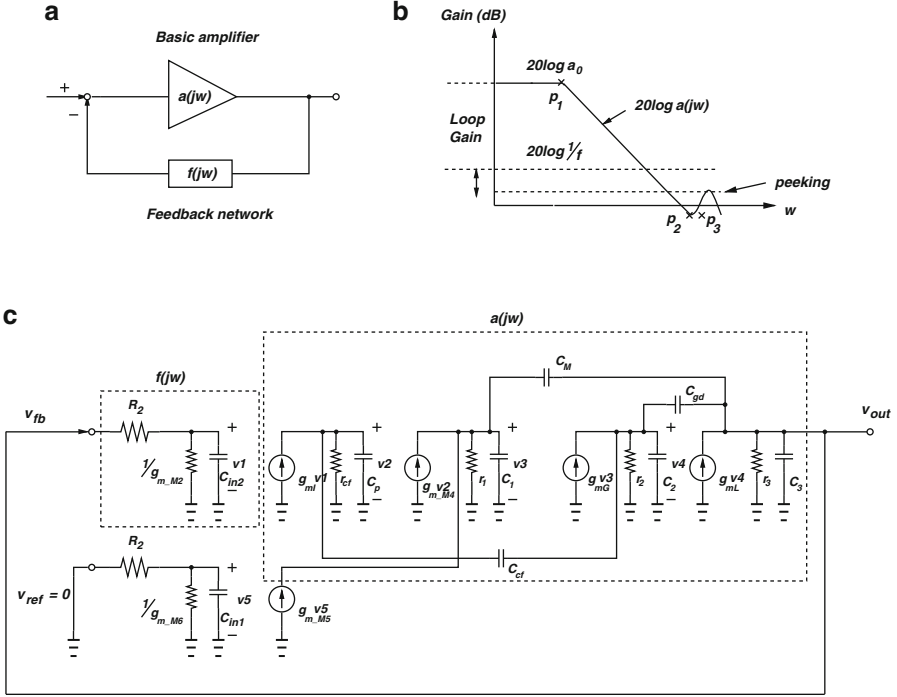 a
Basic amplifier
+
−
a(jw)
f(jw)
Feedback network
b
Gain (dB)
20log a0
p1
20log a(jw)
Loop
Gain
20log 1/f
peeking
p2
p3
w
c
a(jw)
f(jw)
CM
Cgd
vfb
R2
+
1/gm_M2
v1
Cin2
−
gmI v1
rcf
+
v2
Cp
−
gm_M4 v2
r1
+
v3
C1
−
gmG v3
r2
+
v4
C2
−
gmL v4
r3
C3
vout
Ccf
R2
vref = 0
+
1/gm_M6
v5
Cin1
−
gm_M5 v5